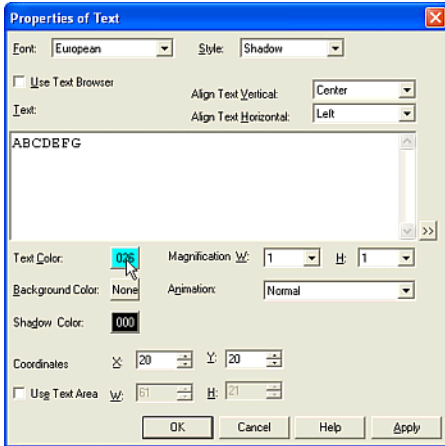 Properties of Text
Font: European Style: Shadow
Use Text Browser
Align Text Vertical: Center
Text:
Align Text Horizontal: Left
ABCDEFG
>>
Text Color: 026 Magnification W: 1 H: 1
Background Color: None Animation: Normal
Shadow Color: 000
Coordinates X: 20 Y: 20
Use Text Area W: 61 H: 21
OK Cancel Help Apply